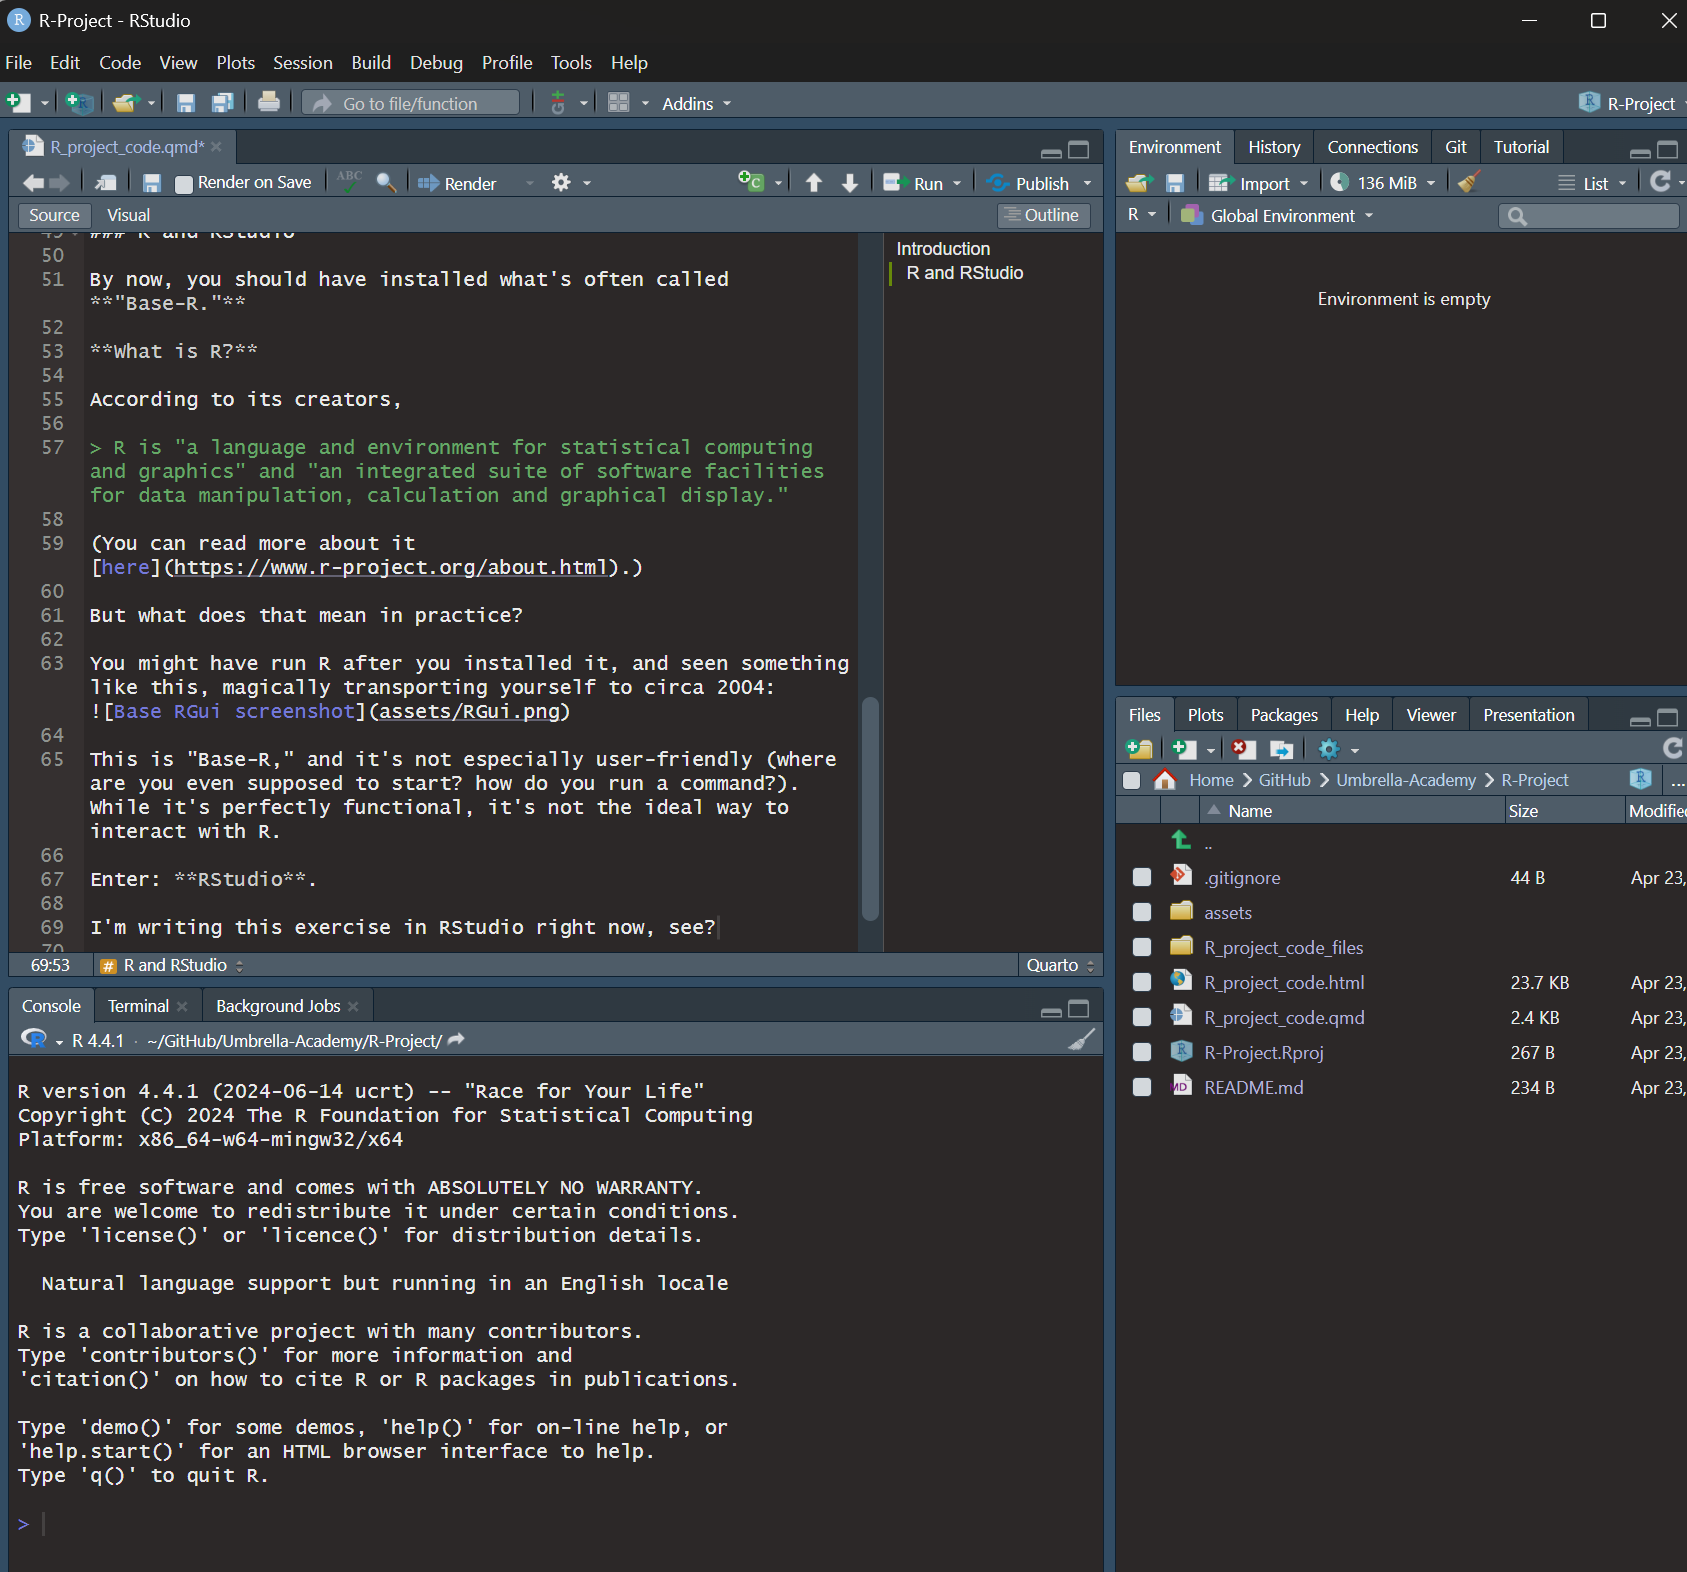 R-Project - RStudio
File Edit Code View Plots Session Build Debug Profile Tools Help
Go to file/function Addins R-Project
R_project_code.qmd*
Render on Save ABC Render Run Publish
Source Visual Outline
49 ### R and RStudio
50
51 By now, you should have installed what's often called
**"Base-R."**
52
53 **What is R?**
54
55 According to its creators,
56
57 > R is "a language and environment for statistical computing
and graphics" and "an integrated suite of software facilities
for data manipulation, calculation and graphical display."
58
59 (You can read more about it
[here](https://www.r-project.org/about.html).)
60
61 But what does that mean in practice?
62
63 You might have run R after you installed it, and seen something
like this, magically transporting yourself to circa 2004:
![Base RGui screenshot](assets/RGui.png)
64
65 This is "Base-R," and it's not especially user-friendly (where
are you even supposed to start? how do you run a command?).
While it's perfectly functional, it's not the ideal way to
interact with R.
66
67 Enter: **RStudio**.
68
69 I'm writing this exercise in RStudio right now, see?
70
Introduction
R and RStudio
69:53 # R and RStudio Quarto
Console Terminal Background Jobs
R 4.4.1 · ~/GitHub/Umbrella-Academy/R-Project/
R version 4.4.1 (2024-06-14 ucrt) -- "Race for Your Life"
Copyright (C) 2024 The R Foundation for Statistical Computing
Platform: x86_64-w64-mingw32/x64
R is free software and comes with ABSOLUTELY NO WARRANTY.
You are welcome to redistribute it under certain conditions.
Type 'license()' or 'licence()' for distribution details.
Natural language support but running in an English locale
R is a collaborative project with many contributors.
Type 'contributors()' for more information and
'citation()' on how to cite R or R packages in publications.
Type 'demo()' for some demos, 'help()' for on-line help, or
'help.start()' for an HTML browser interface to help.
Type 'q()' to quit R.
>
Environment History Connections Git Tutorial
Import 136 MiB List
R Global Environment
Environment is empty
Files Plots Packages Help Viewer Presentation
Home > GitHub > Umbrella-Academy > R-Project ...
Name Size Modified
..
.gitignore 44 B Apr 23,
assets
R_project_code_files
R_project_code.html 23.7 KB Apr 23,
R_project_code.qmd 2.4 KB Apr 23,
R-Project.Rproj 267 B Apr 23,
MD README.md 234 B Apr 23,